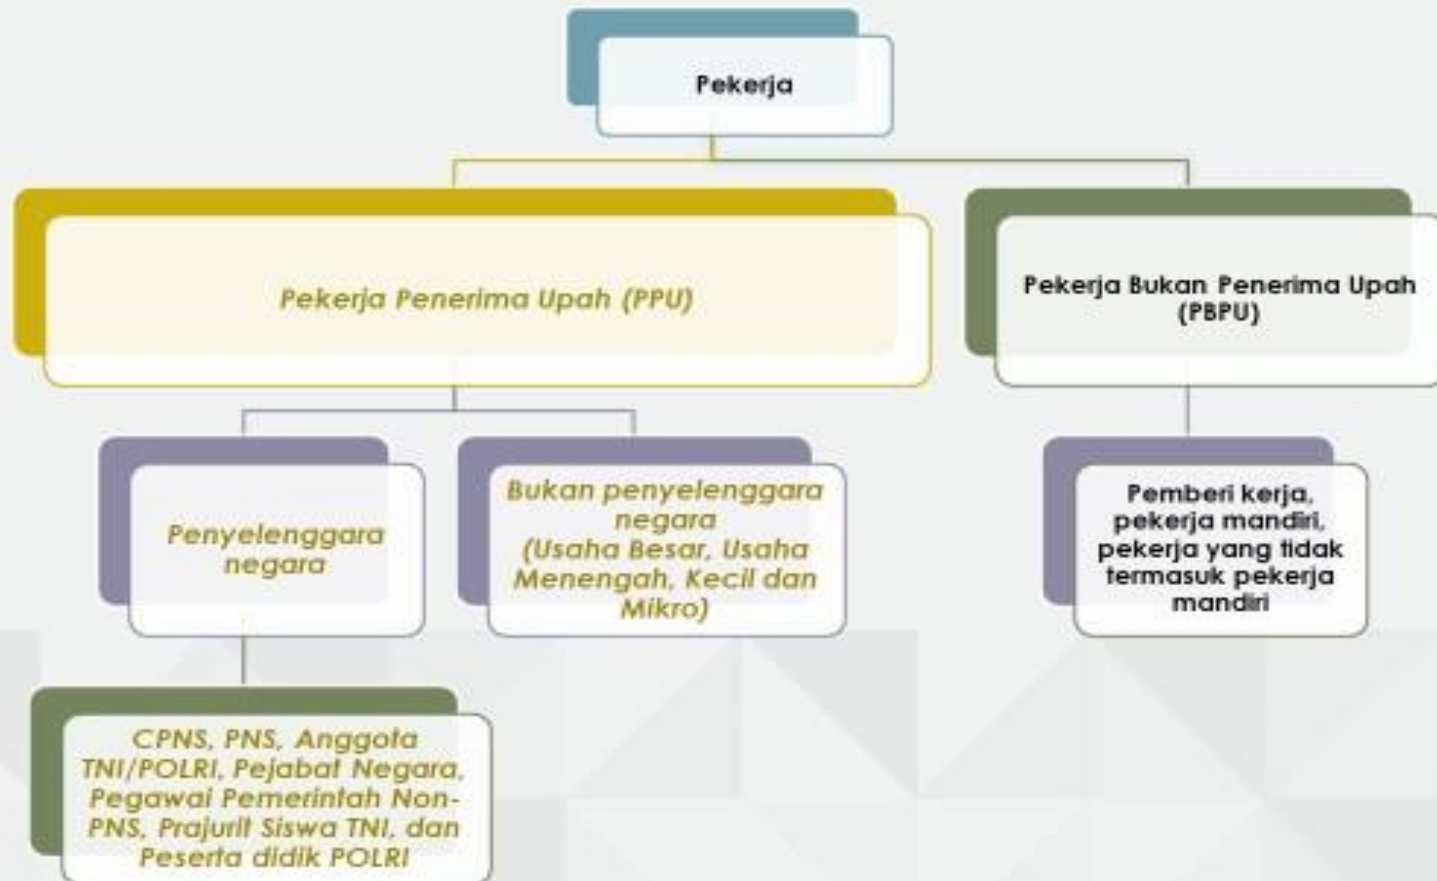 Pekerja
Pekerja Penerima Upah (PPU)
Pekerja Bukan Penerima Upah
(PBPU)
Penyelenggara
negara
Bukan penyelenggara
negara
(Usaha Besar, Usaha
Menengah, Kecil dan
Mikro)
Pemberi kerja,
pekerja mandiri,
pekerja yang tidak
termasuk pekerja
mandiri
CPNS, PNS, Anggota
TNI/POLRI, Pejabat Negara,
Pegawai Pemerintah Non-
PNS, Prajurit Siswa TNI, dan
Peserta didik POLRI